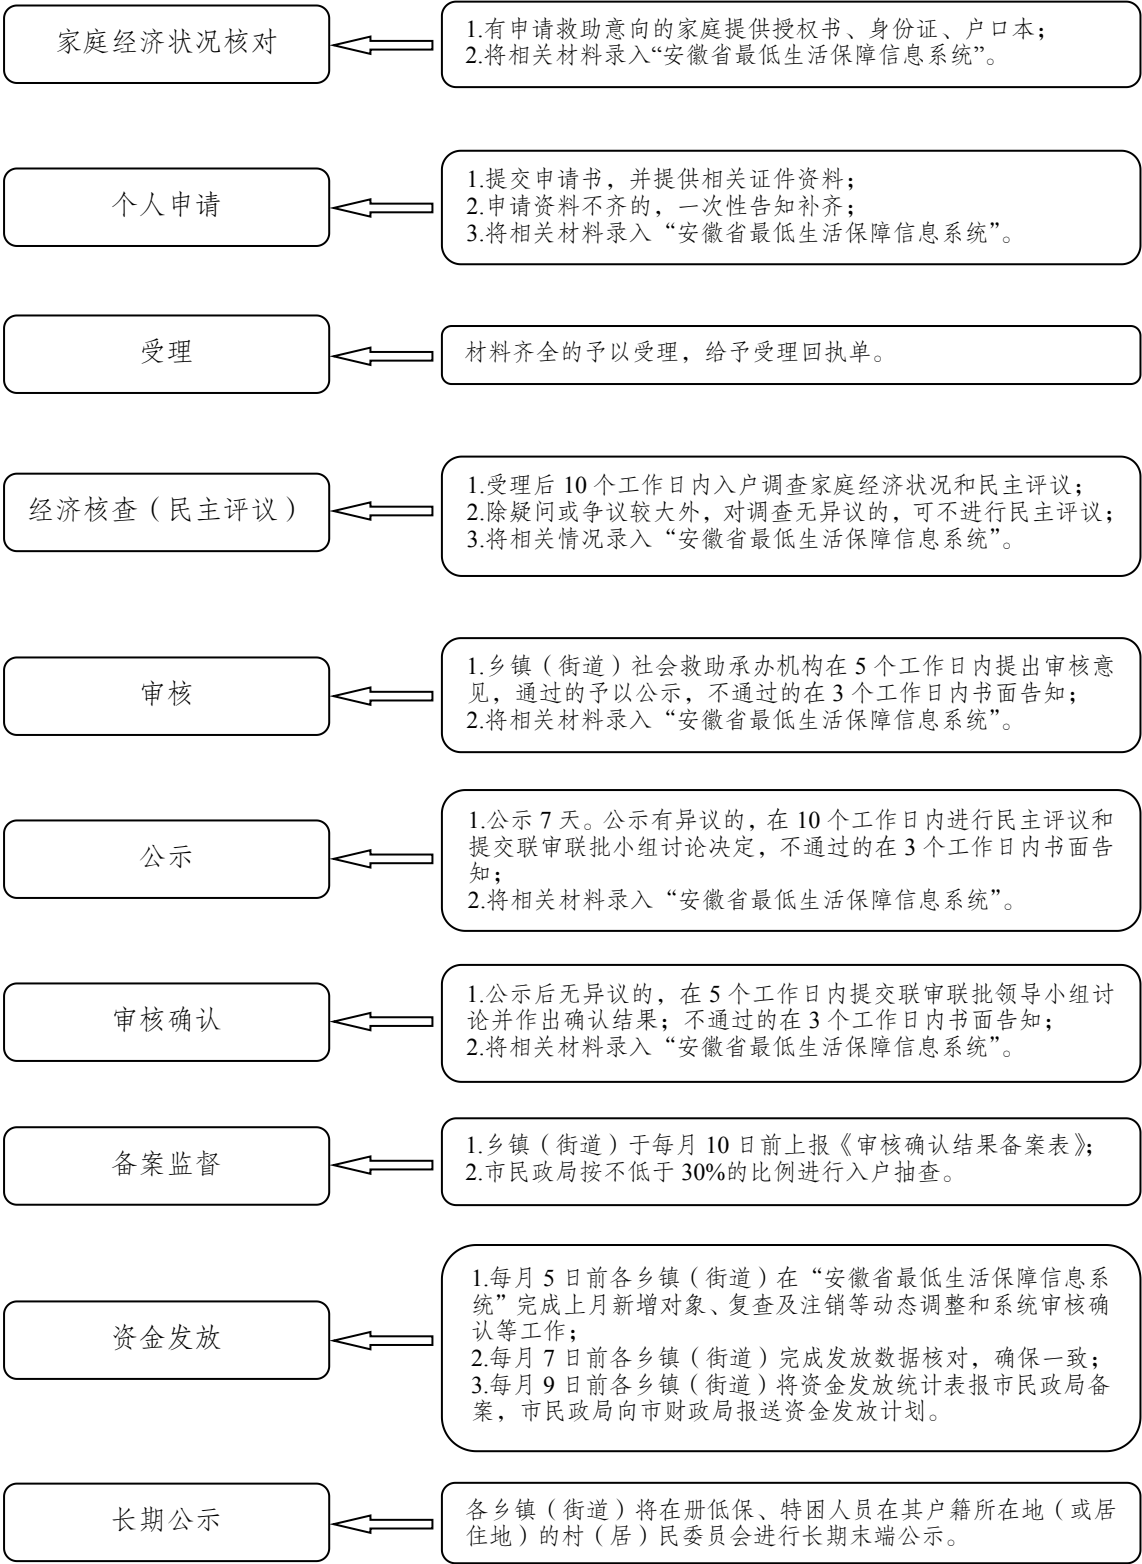 家庭经济状况核对
1.有申请救助意向的家庭提供授权书、身份证、户口本；
2.将相关材料录入“安徽省最低生活保障信息系统”。
个人申请
1.提交申请书，并提供相关证件资料；
2.申请资料不齐的，一次性告知补齐；
3.将相关材料录入“安徽省最低生活保障信息系统”。
受理
材料齐全的予以受理，给予受理回执单。
经济核查（民主评议）
1.受理后 10 个工作日内入户调查家庭经济状况和民主评议；
2.除疑问或争议较大外，对调查无异议的，可不进行民主评议；
3.将相关情况录入“安徽省最低生活保障信息系统”。
审核
1.乡镇（街道）社会救助承办机构在 5 个工作日内提出审核意
见，通过的予以公示，不通过的在 3 个工作日内书面告知；
2.将相关材料录入“安徽省最低生活保障信息系统”。
公示
1.公示 7 天。公示有异议的，在 10 个工作日内进行民主评议和
提交联审联批小组讨论决定，不通过的在 3 个工作日内书面告
知；
2.将相关材料录入“安徽省最低生活保障信息系统”。
审核确认
1.公示后无异议的，在 5 个工作日内提交联审联批领导小组讨
论并作出确认结果；不通过的在 3 个工作日内书面告知；
2.将相关材料录入“安徽省最低生活保障信息系统”。
备案监督
1.乡镇（街道）于每月 10 日前上报《审核确认结果备案表》；
2.市民政局按不低于 30%的比例进行入户抽查。
资金发放
1.每月 5 日前各乡镇（街道）在“安徽省最低生活保障信息系
统”完成上月新增对象、复查及注销等动态调整和系统审核确
认等工作；
2.每月 7 日前各乡镇（街道）完成发放数据核对，确保一致；
3.每月 9 日前各乡镇（街道）将资金发放统计表报市民政局备
案，市民政局向市财政局报送资金发放计划。
长期公示
各乡镇（街道）将在册低保、特困人员在其户籍所在地（或居
住地）的村（居）民委员会进行长期末端公示。